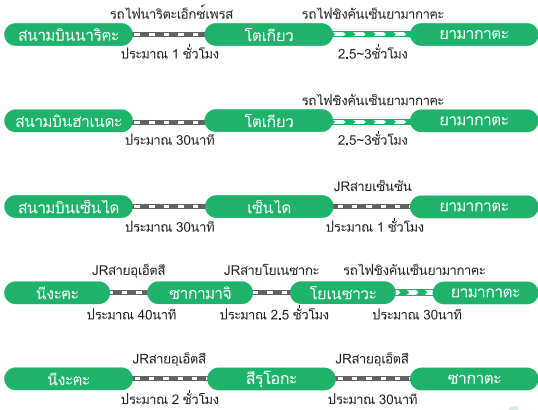 รถไฟนาริตะเอ็กซ์เพรส รถไฟชิงคันเซ็นยามากาตะ
สนามบินนาริตะ โตเกียว ยามากาตะ
ประมาณ 1 ชั่วโมง 2.5~3ชั่วโมง
รถไฟชิงคันเซ็นยามากาตะ
สนามบินฮาเนดะ โตเกียว ยามากาตะ
ประมาณ 30นาที 2.5~3ชั่วโมง
JRสายเซ็นซัน
สนามบินเซ็นได เซ็นได ยามากาตะ
ประมาณ 30นาที ประมาณ 1 ชั่วโมง
JRสายอุเอ็ตสึ JRสายโยเนซากะ รถไฟชิงคันเซ็นยามากาตะ
นีงะตะ ซากามาจิ โยเนซาวะ ยามากาตะ
ประมาณ 40นาที ประมาณ 2.5 ชั่วโมง ประมาณ 30นาที
JRสายอุเอ็ตสึ JRสายอุเอ็ตสึ
นีงะตะ สึรุโอกะ ซากาตะ
ประมาณ 2 ชั่วโมง ประมาณ 30นาที